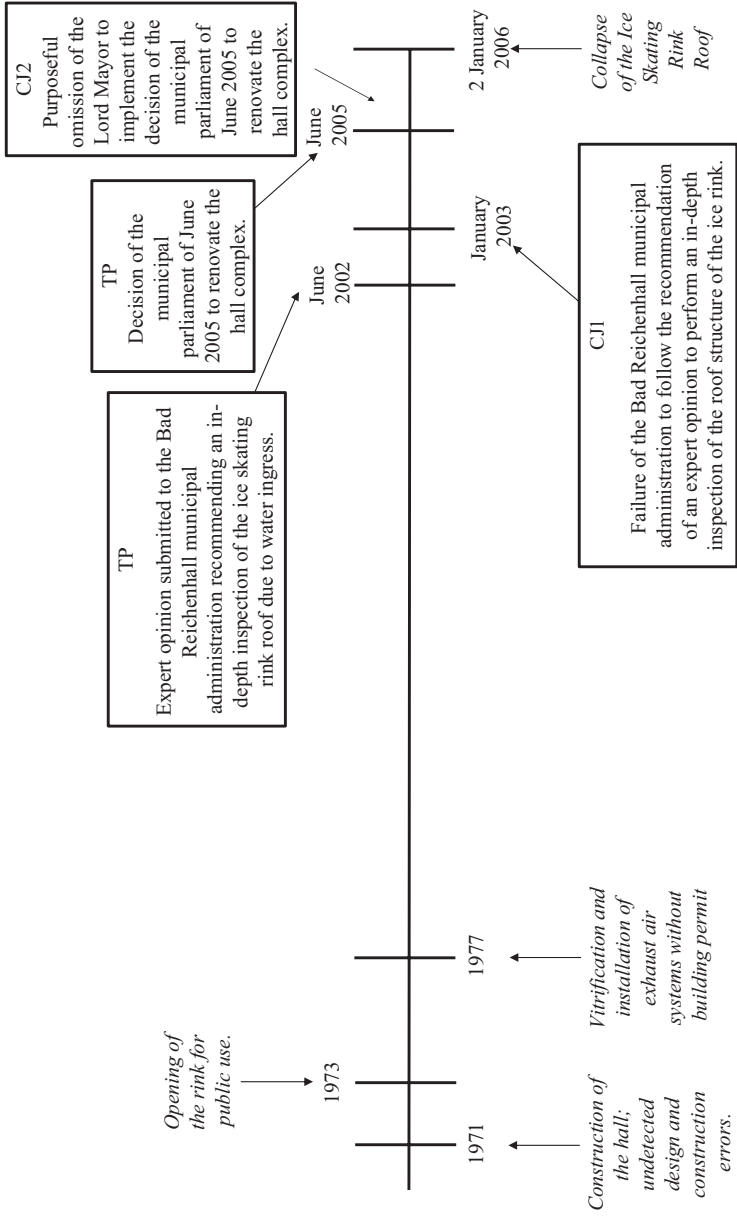 Opening of
the rink for
public use.
1973
TP
Expert opinion submitted to the Bad
Reichenhall municipal
administration recommending an in-
depth inspection of the ice skating
rink roof due to water ingress.
June
2002
TP
Decision of the
municipal
parliament of June
2005 to renovate the
hall complex.
June
2005
CJ2
Purposeful
omission of the
Lord Mayor to
implement the
decision of the
municipal
parliament of
June 2005 to
renovate the
hall complex.
1971
Construction of
the hall;
undetected
design and
construction
errors.
1977
Vitrification and
installation of
exhaust air
systems without
building permit
January
2003
CJ1
Failure of the Bad Reichenhall municipal
administration to follow the recommendation
of an expert opinion to perform an in-depth
inspection of the roof structure of the ice rink.
2 January
2006
Collapse
of the Ice
Skating
Rink
Roof